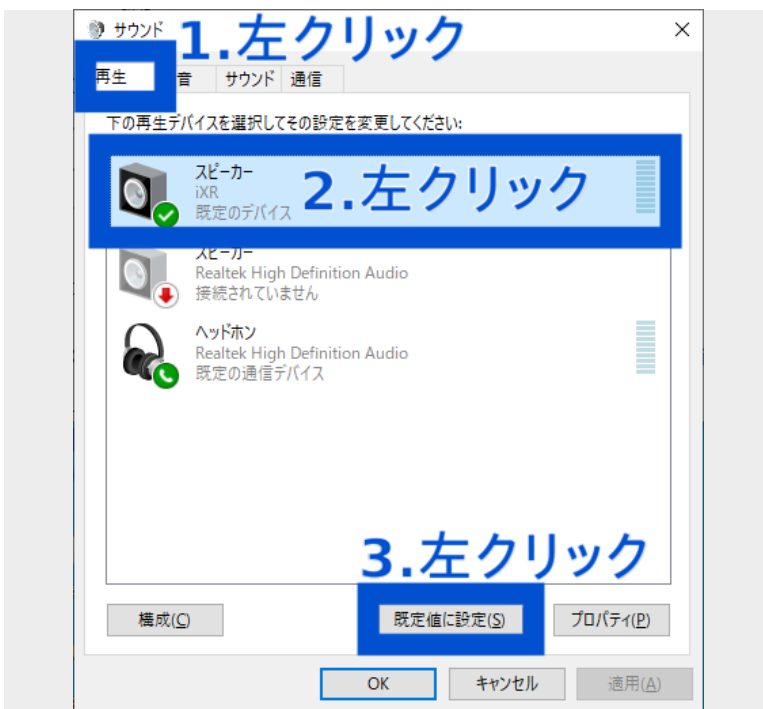 サウンド
1.左クリック
再生
音
サウンド
通信
下の再生デバイスを選択してその設定を変更してください:
スピーカー
iXR
既定のデバイス
2.左クリック
スピーカー
Realtek High Definition Audio
接続されていません
ヘッドホン
Realtek High Definition Audio
既定の通信デバイス
3.左クリック
構成(C)
既定値に設定(S)
プロパティ(P)
OK
キャンセル
適用(A)